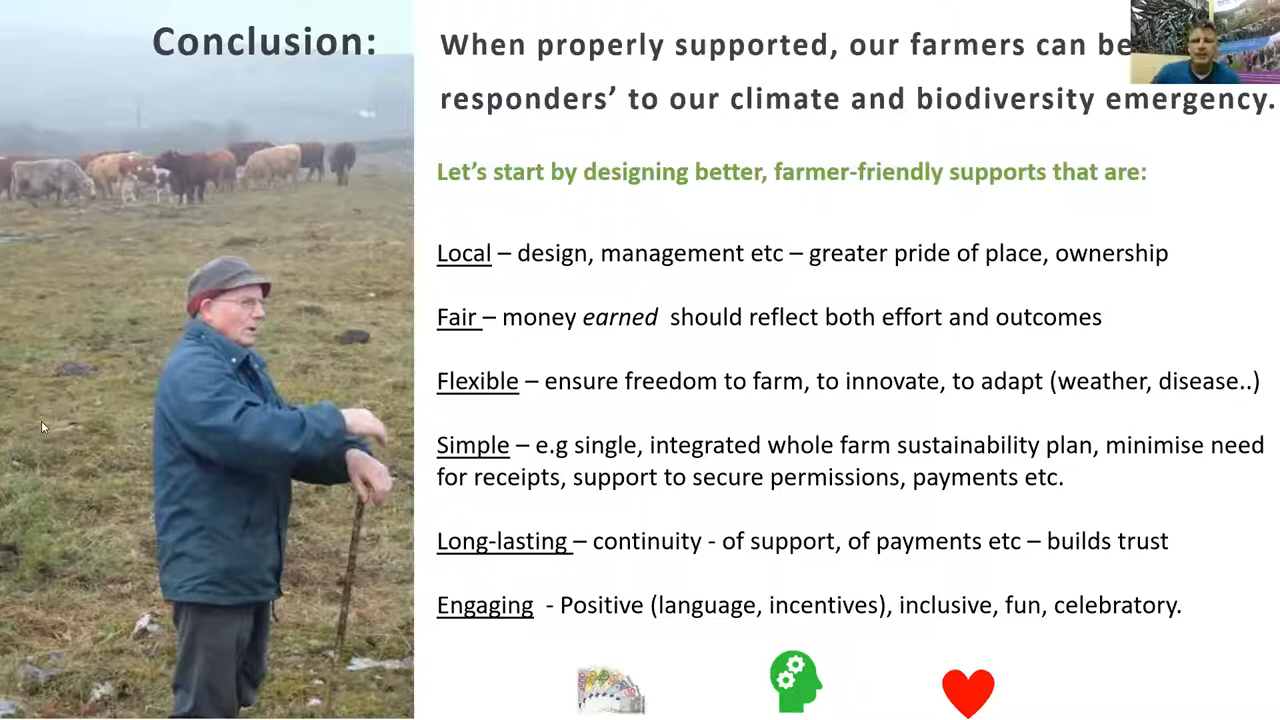 Conclusion:
When properly supported, our farmers can be
responders’ to our climate and biodiversity emergency.
Let’s start by designing better, farmer-friendly supports that are:
Local – design, management etc – greater pride of place, ownership
Fair – money earned should reflect both effort and outcomes
Flexible – ensure freedom to farm, to innovate, to adapt (weather, disease..)
Simple – e.g single, integrated whole farm sustainability plan, minimise need
for receipts, support to secure permissions, payments etc.
Long-lasting – continuity - of support, of payments etc – builds trust
Engaging - Positive (language, incentives), inclusive, fun, celebratory.